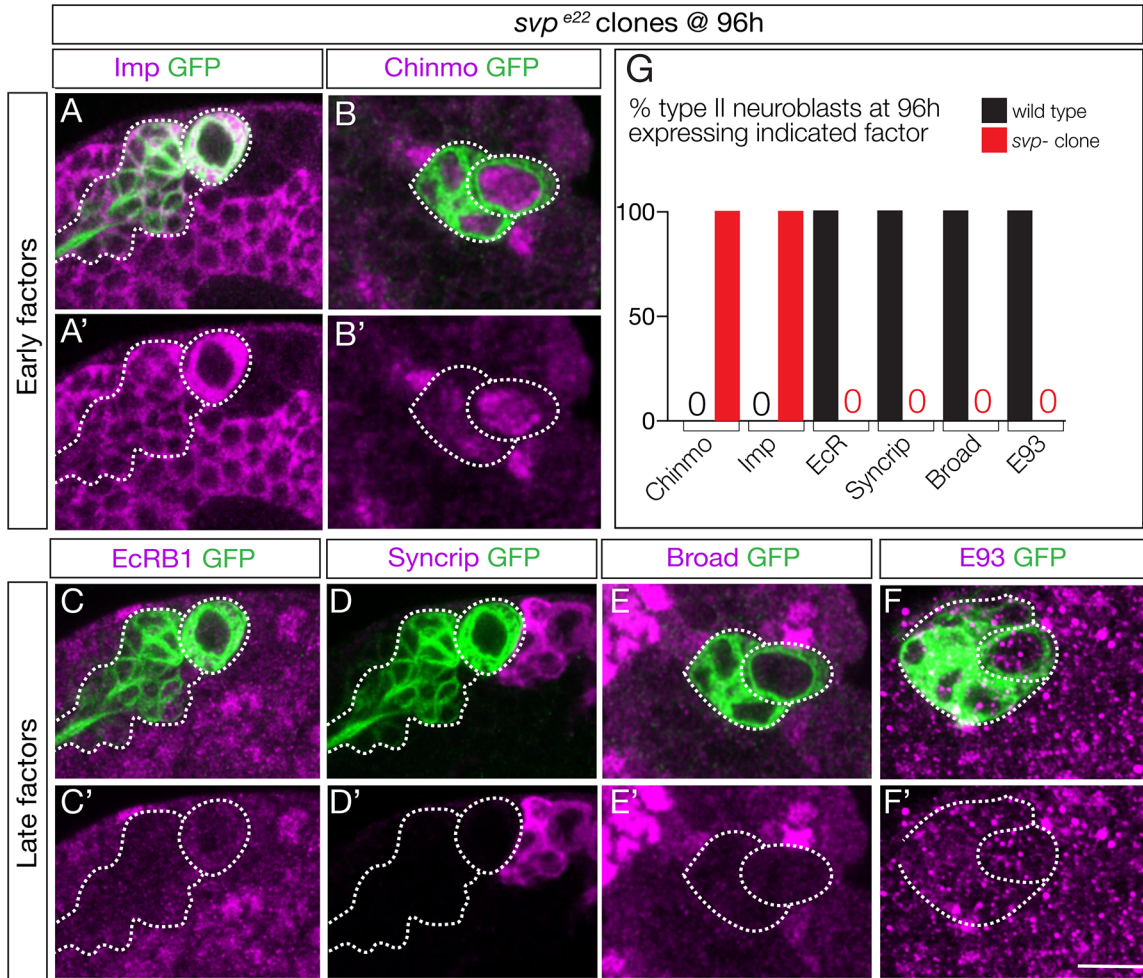 svp e22 clones @ 96h
Imp GFP
Chinmo GFP
Early factors
A
B
A'
B'
G
% type II neuroblasts at 96h
expressing indicated factor
wild type
svp- clone
100
50
0
0
0
0
0
0
0
Chinmo
Imp
EcR
Syncrip
Broad
E93
EcRB1 GFP
Syncrip GFP
Broad GFP
E93 GFP
Late factors
C
D
E
F
C'
D'
E'
F'